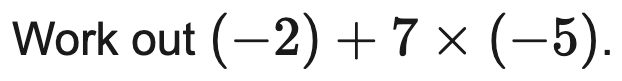 Work out (−2) + 7 × (−5).